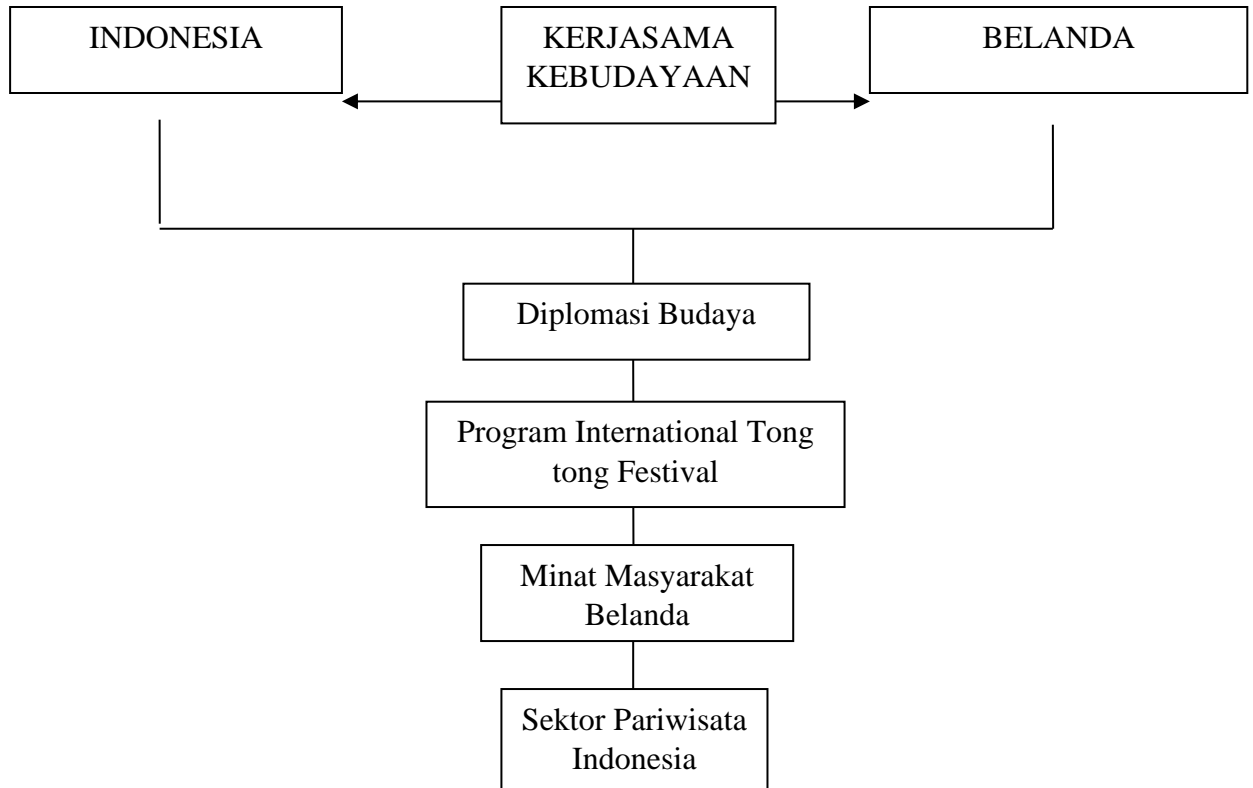 INDONESIA
KERJASAMA
KEBUDAYAAN
BELANDA
Diplomasi Budaya
Program International Tong
tong Festival
Minat Masyarakat
Belanda
Sektor Pariwisata
Indonesia